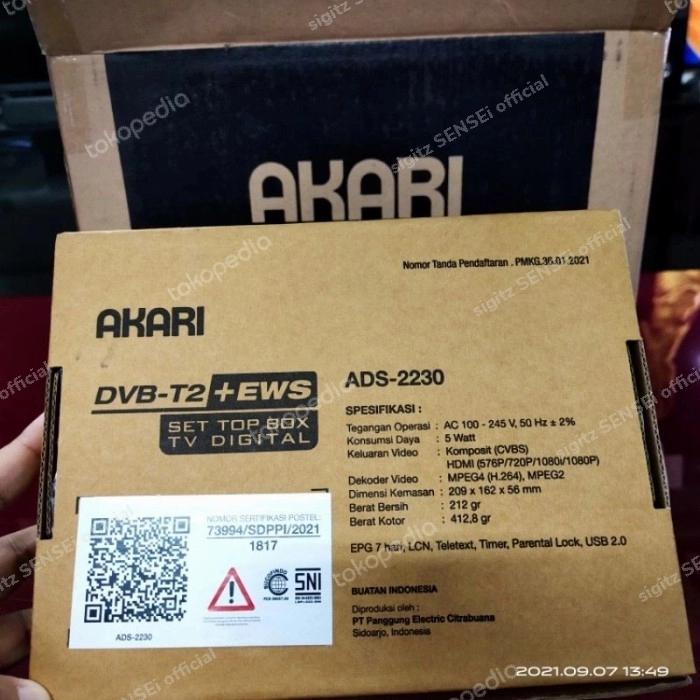 AKARI
Nomor Tanda Pendaftaran . PMKG.36.01.2021
AKARI
DVB-T2 +EWS
SET TOP BOX
TV DIGITAL
ADS-2230
SPESIFIKASI :
Tegangan Operasi : AC 100 - 245 V, 50 Hz ± 2%
Konsumsi Daya : 5 Watt
Keluaran Video : Komposit (CVBS)
HDMI (576P/720P/1080i/1080P)
Dekoder Video : MPEG4 (H.264), MPEG2
Dimensi Kemasan : 209 x 162 x 56 mm
Berat Bersih : 212 gr
Berat Kotor : 412,8 gr
EPG 7 hari, LCN, Teletext, Timer, Parental Lock, USB 2.0
BUATAN INDONESIA
Diproduksi oleh :
PT Panggung Electric Citrabuana
Sidoarjo, Indonesia
NOMOR SERTIFIKASI POSTEL:
73994/SDPPI/2021
1817
SNI
ADS-2230
2021.09.07 13:49
tokopedia
sigitz SENSEi official